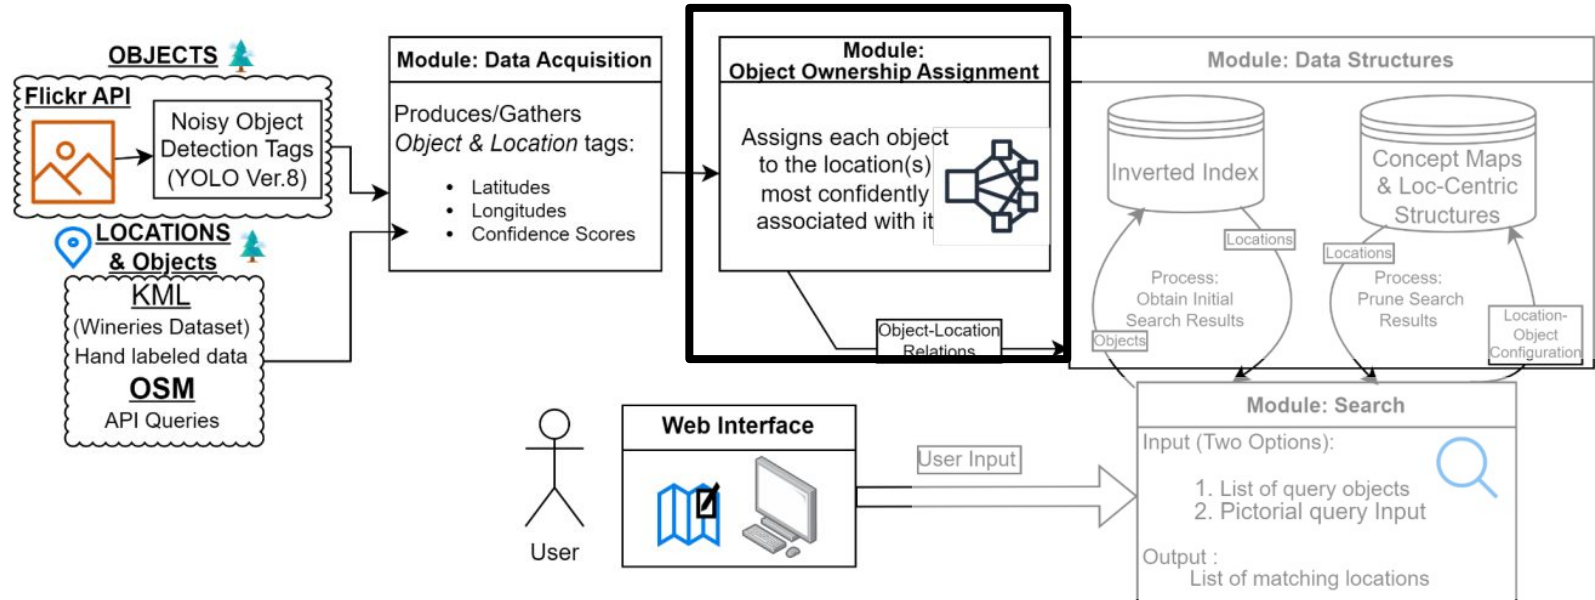 OBJECTS
Flickr API
Noisy Object
Detection Tags
(YOLO Ver.8)
LOCATIONS
& Objects
KML
(Wineries Dataset)
Hand labeled data
OSM
API Queries
Module: Data Acquisition
Produces/Gathers
Object & Location tags:
• Latitudes
• Longitudes
• Confidence Scores
Module:
Object Ownership Assignment
Assigns each object
to the location(s)
most confidently
associated with it
Object-Location
Relations
Module: Data Structures
Inverted Index
Concept Maps
& Loc-Centric
Structures
Locations
Locations
Process:
Obtain Initial
Search Results
Process:
Prune Search
Results
Objects
Location-
Object
Configuration
User
Web Interface
User Input
Module: Search
Input (Two Options):
1. List of query objects
2. Pictorial query Input
Output :
List of matching locations